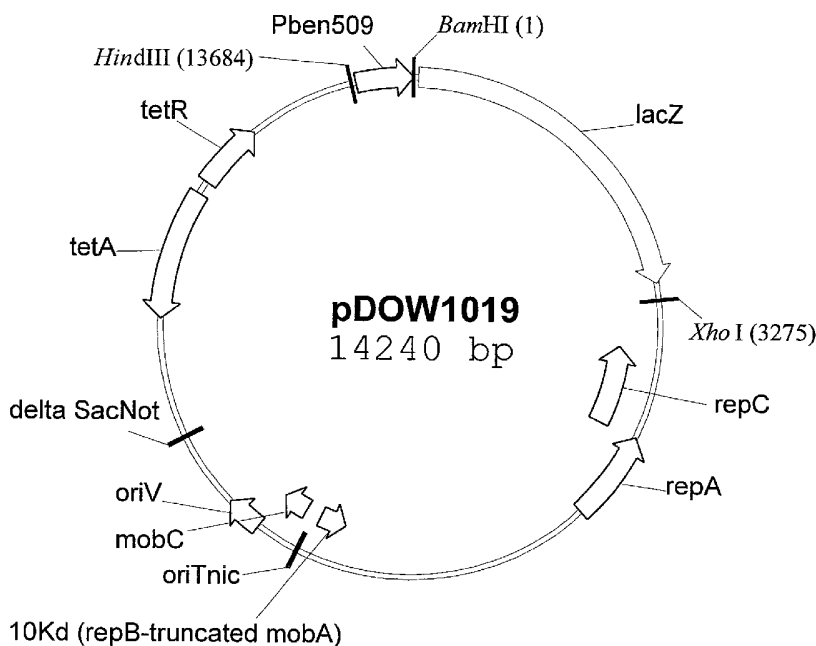 Pben509
BamHI (1)
HindIII (13684)
tetR
lacZ
tetA
pDOW1019
14240 bp
XhoI (3275)
repC
delta SacNot
repA
oriV
mobC
oriTnic
10Kd (repB-truncated mobA)